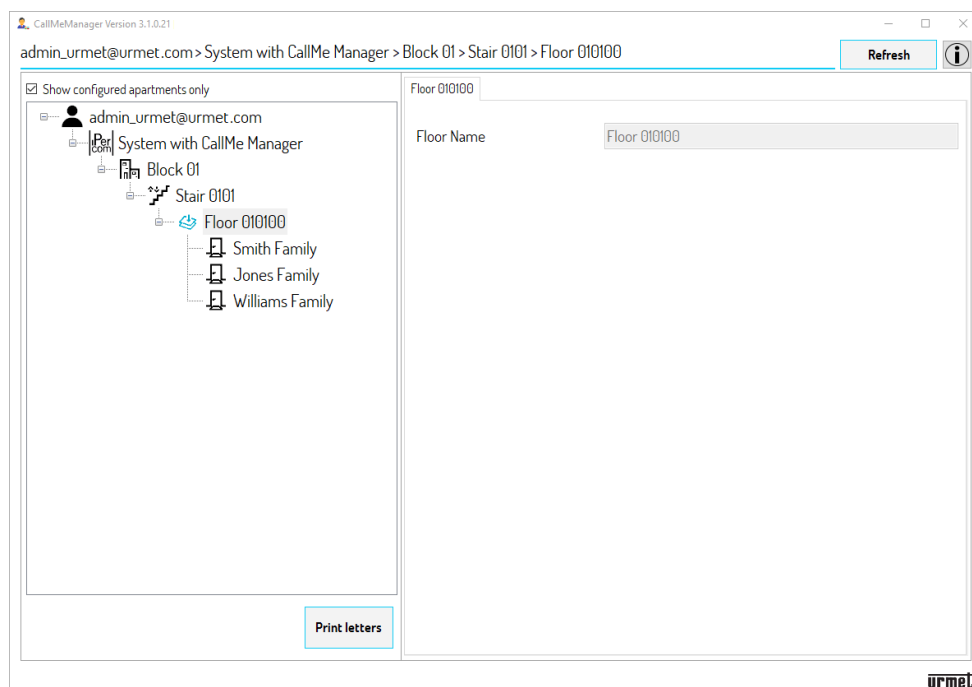 CallMeManager Version 3.1.0.21
admin_urmet@urmet.com > System with CallMe Manager > Block 01 > Stair 0101 > Floor 010100
Refresh
i
Show configured apartments only
admin_urmet@urmet.com
iPer
com
System with CallMe Manager
Block 01
Stair 0101
Floor 010100
Smith Family
Jones Family
Williams Family
Print letters
Floor 010100
Floor Name
Floor 010100
urmet